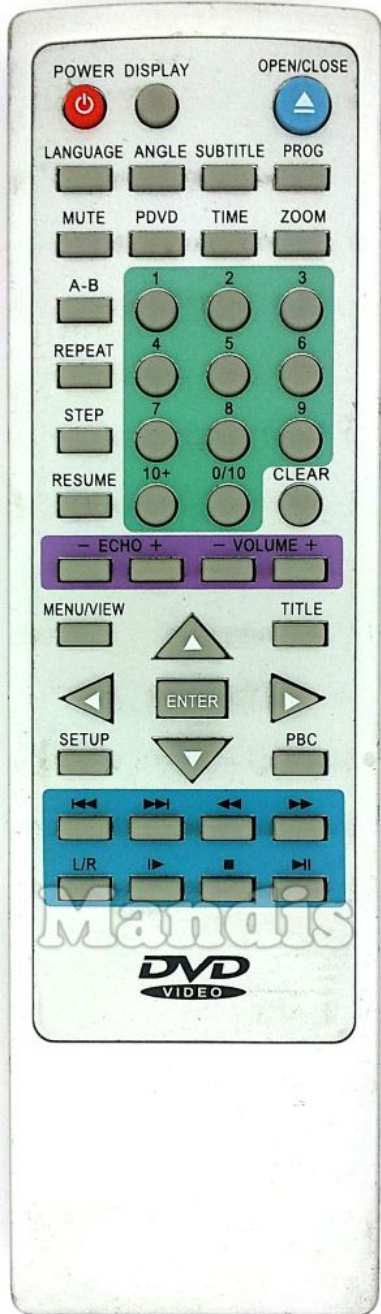 POWER DISPLAY OPEN/CLOSE
LANGUAGE ANGLE SUBTITLE PROG
MUTE PDVD TIME ZOOM
A-B 1 2 3
REPEAT 4 5 6
STEP 7 8 9
RESUME 10+ 0/10 CLEAR
- ECHO + - VOLUME +
MENU/VIEW TITLE
ENTER
SETUP PBC
L/R
Mandis
DVD
VIDEO